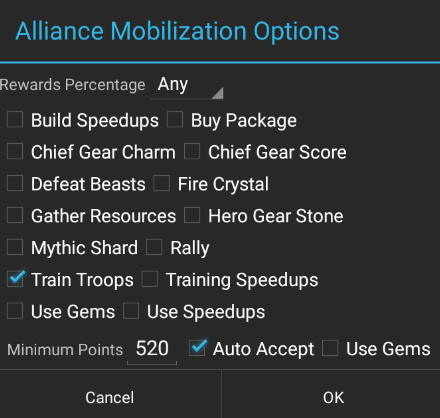 Alliance Mobilization Options
Rewards Percentage Any
Build Speedups Buy Package
Chief Gear Charm Chief Gear Score
Defeat Beasts Fire Crystal
Gather Resources Hero Gear Stone
Mythic Shard Rally
Train Troops Training Speedups
Use Gems Use Speedups
Minimum Points 520 Auto Accept Use Gems
Cancel OK